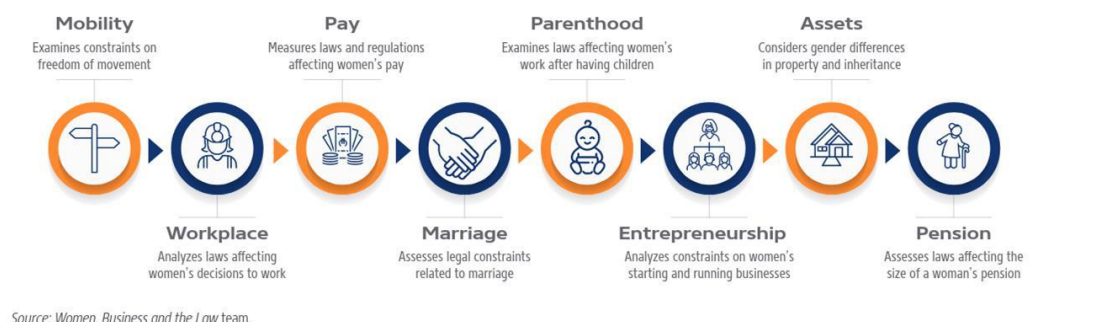 Mobility
Examines constraints on
freedom of movement
Pay
Measures laws and regulations
affecting women's pay
Parenthood
Examines laws affecting women's
work after having children
Assets
Considers gender differences
in property and inheritance
Workplace
Analyzes laws affecting
women's decisions to work
Marriage
Assesses legal constraints
related to marriage
Entrepreneurship
Analyzes constraints on women's
starting and running businesses
Pension
Assesses laws affecting the
size of a woman's pension
Source: Women, Business and the Law team.